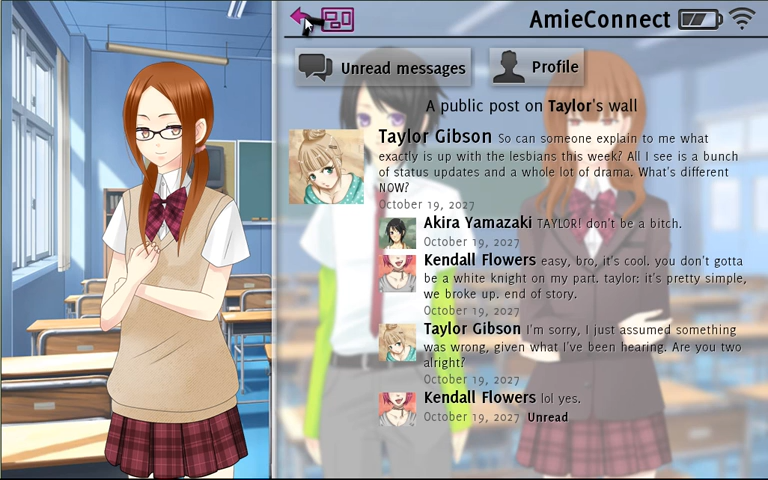 AmieConnect
Unread messages
Profile
A public post on Taylor's wall
Taylor Gibson So can someone explain to me what
exactly is up with the lesbians this week? All I see is a bunch
of status updates and a whole lot of drama. What's different
NOW?
October 19, 2027
Akira Yamazaki TAYLOR! don't be a bitch.
October 19, 2027
Kendall Flowers easy, bro, it's cool. you don't gotta
be a white knight on my part. taylor: it's pretty simple,
we broke up. end of story.
October 19, 2027
Taylor Gibson I'm sorry, I just assumed something
was wrong, given what I've been hearing. Are you two
alright?
October 19, 2027
Kendall Flowers lol yes.
October 19, 2027 Unread